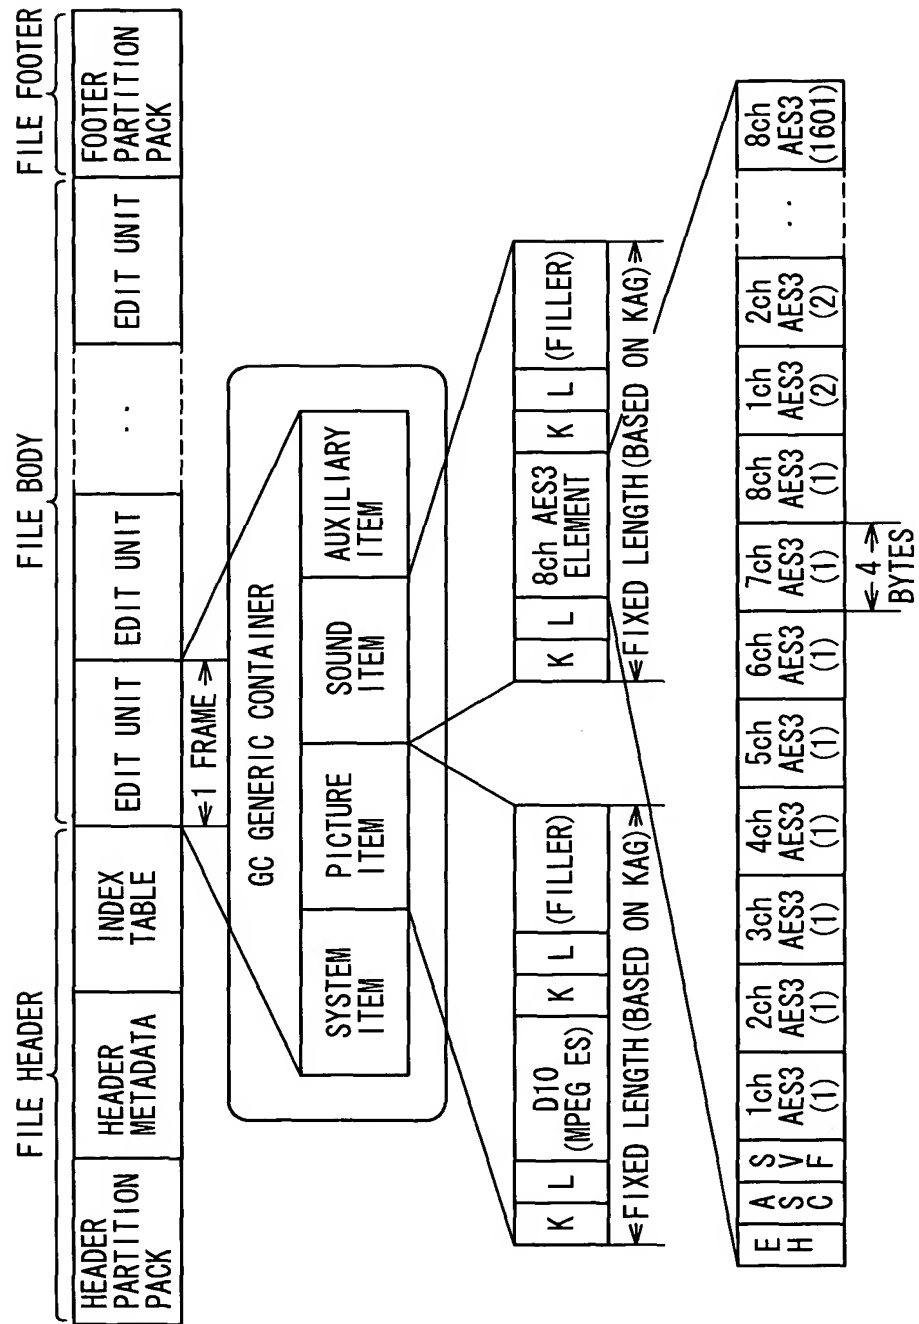 FILE HEADER
FILE BODY
FILE FOOTER
HEADER
PARTITION
PACK
HEADER
METADATA
INDEX
TABLE
EDIT UNIT
EDIT UNIT
·
EDIT UNIT
FOOTER
PARTITION
PACK
1 FRAME
GC GENERIC CONTAINER
SYSTEM
ITEM
PICTURE
ITEM
SOUND
ITEM
AUXILIARY
ITEM
K
L
D10
(MPEG ES)
K
L
(FILLER)
FIXED LENGTH(BASED ON KAG)
K
L
8ch AES3
ELEMENT
K
L
(FILLER)
FIXED LENGTH(BASED ON KAG)
E
H
A
S
C
S
V
F
1ch
AES3
(1)
2ch
AES3
(1)
3ch
AES3
(1)
4ch
AES3
(1)
5ch
AES3
(1)
6ch
AES3
(1)
7ch
AES3
(1)
8ch
AES3
(1)
1ch
AES3
(2)
2ch
AES3
(2)
··
8ch
AES3
(1601)
4
BYTES